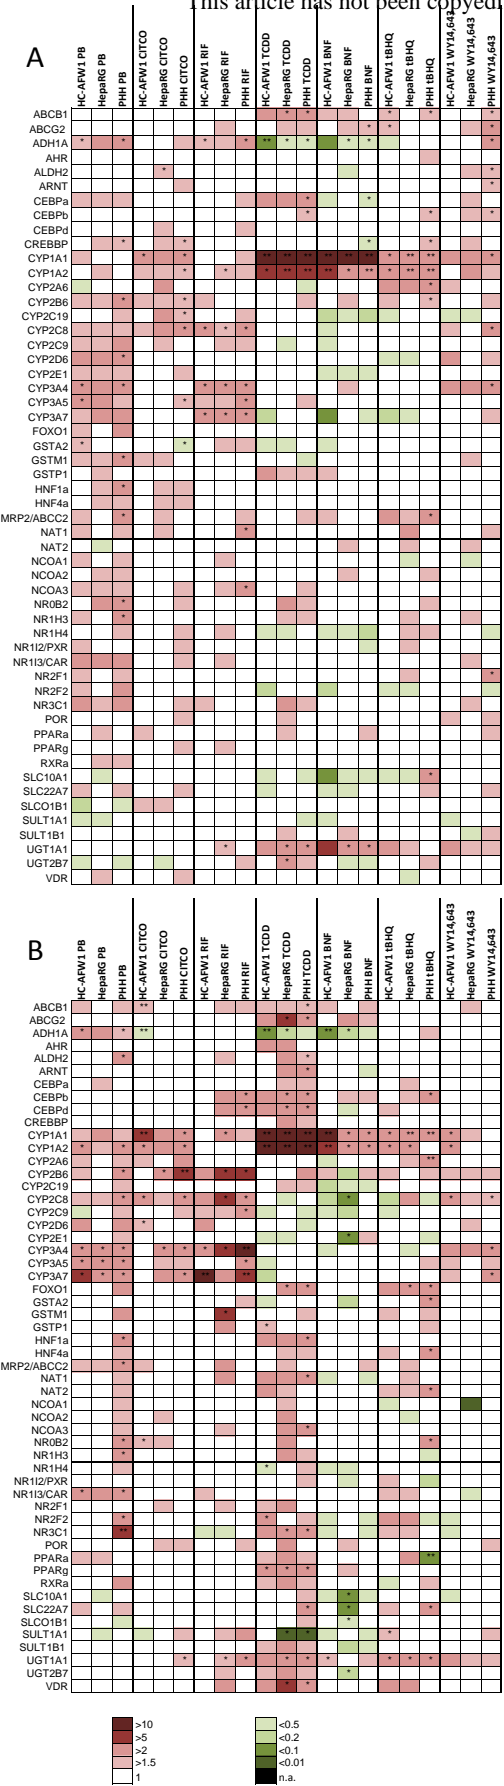 This article has not been copyedi
A
HC-AFW1 PB
HepaRG PB
PHH PB
HC-AFW1 CITCO
HepaRG CITCO
PHH CITCO
HC-AFW1 RIF
HepaRG RIF
PHH RIF
HC-AFW1 TCDD
HepaRG TCDD
PHH TCDD
HC-AFW1 BNF
HepaRG BNF
PHH BNF
HC-AFW1 tBHQ
HepaRG tBHQ
PHH tBHQ
HC-AFW1 WY14,643
HepaRG WY14,643
PHH WY14,643
ABCB1
ABCG2
ADH1A
AHR
ALDH2
ARNT
CEBPa
CEBPb
CEBPd
CREBBP
CYP1A1
CYP1A2
CYP2A6
CYP2B6
CYP2C19
CYP2C8
CYP2C9
CYP2D6
CYP2E1
CYP3A4
CYP3A5
CYP3A7
FOXO1
GSTA2
GSTM1
GSTP1
HNF1a
HNF4a
MRP2/ABCC2
NAT1
NAT2
NCOA1
NCOA2
NCOA3
NR0B2
NR1H3
NR1H4
NR1I2/PXR
NR1I3/CAR
NR2F1
NR2F2
NR3C1
POR
PPARa
PPARg
RXRa
SLC10A1
SLC22A7
SLCO1B1
SULT1A1
SULT1B1
UGT1A1
UGT2B7
VDR
B
HC-AFW1 PB
HepaRG PB
PHH PB
HC-AFW1 CITCO
HepaRG CITCO
PHH CITCO
HC-AFW1 RIF
HepaRG RIF
PHH RIF
HC-AFW1 TCDD
HepaRG TCDD
PHH TCDD
HC-AFW1 BNF
HepaRG BNF
PHH BNF
HC-AFW1 tBHQ
HepaRG tBHQ
PHH tBHQ
HC-AFW1 WY14,643
HepaRG WY14,643
PHH WY14,643
ABCB1
ABCG2
ADH1A
AHR
ALDH2
ARNT
CEBPa
CEBPb
CEBPd
CREBBP
CYP1A1
CYP1A2
CYP2A6
CYP2B6
CYP2C19
CYP2C8
CYP2C9
CYP2D6
CYP2E1
CYP3A4
CYP3A5
CYP3A7
FOXO1
GSTA2
GSTM1
GSTP1
HNF1a
HNF4a
MRP2/ABCC2
NAT1
NAT2
NCOA1
NCOA2
NCOA3
NR0B2
NR1H3
NR1H4
NR1I2/PXR
NR1I3/CAR
NR2F1
NR2F2
NR3C1
POR
PPARa
PPARg
RXRa
SLC10A1
SLC22A7
SLCO1B1
SULT1A1
SULT1B1
UGT1A1
UGT2B7
VDR
>10
>5
>2
>1.5
1
<0.5
<0.2
<0.1
<0.01
n.a.